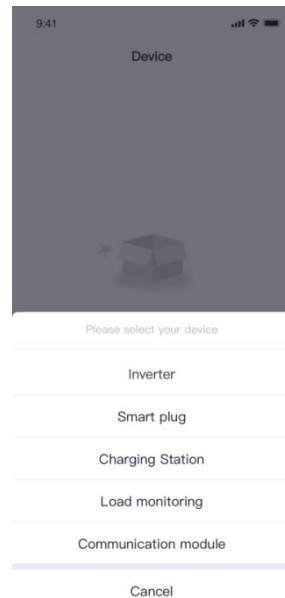 9:41
Device
Please select your device
Inverter
Smart plug
Charging Station
Load monitoring
Communication module
Cancel